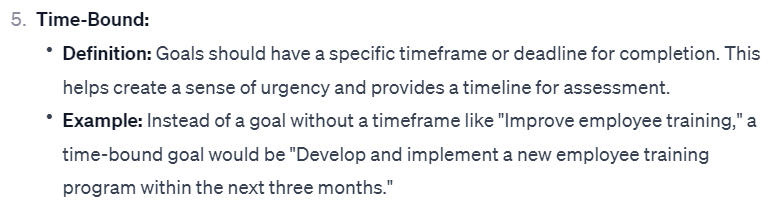 5. Time-Bound:
• Definition: Goals should have a specific timeframe or deadline for completion. This
helps create a sense of urgency and provides a timeline for assessment.
• Example: Instead of a goal without a timeframe like "Improve employee training," a
time-bound goal would be "Develop and implement a new employee training
program within the next three months."